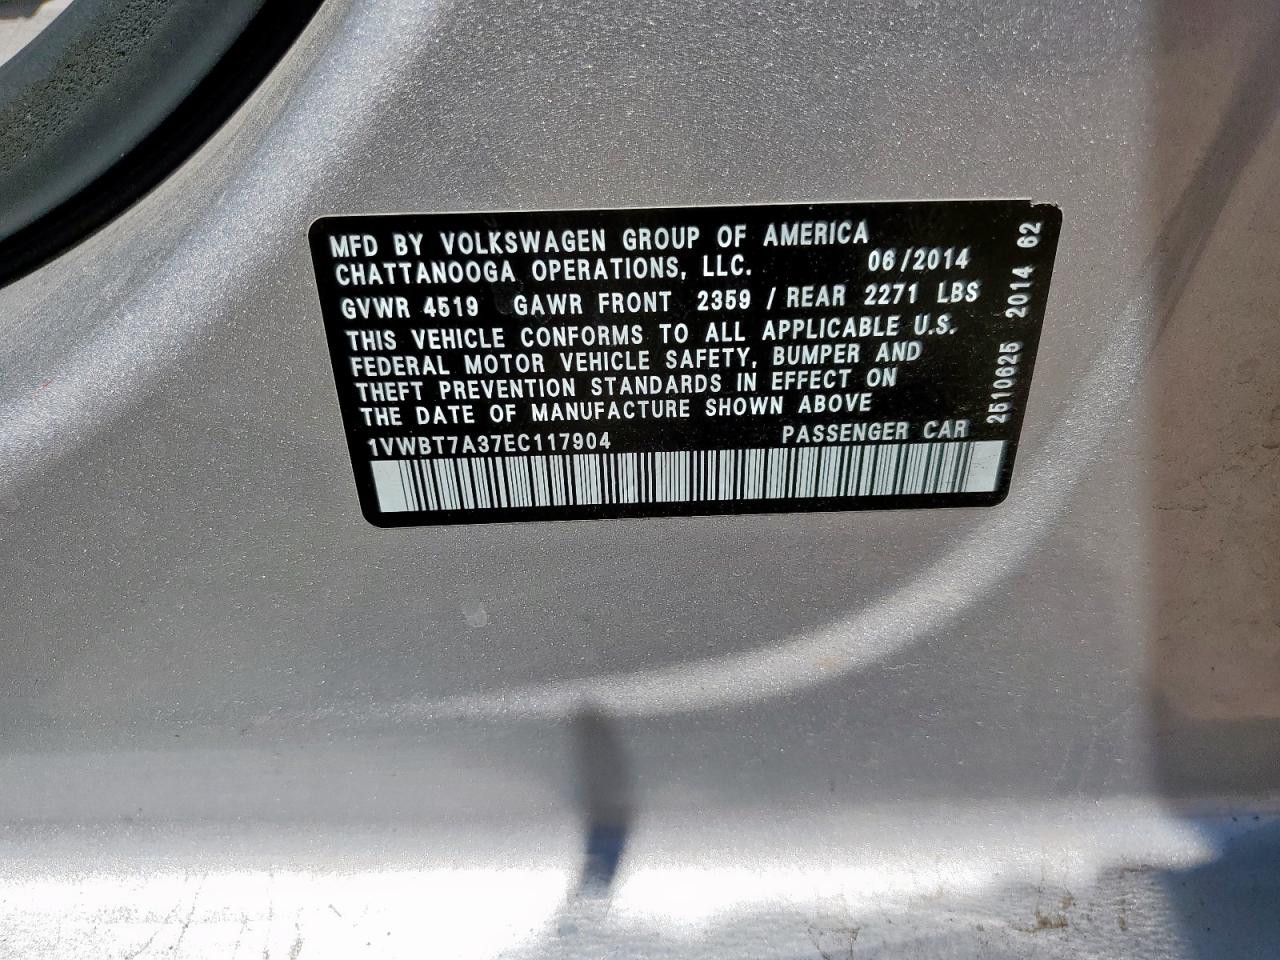 MFD BY VOLKSWAGEN GROUP OF AMERICA
CHATTANOOGA OPERATIONS, LLC. 06/2014
GVWR 4519 GAWR FRONT 2359 / REAR 2271 LBS
THIS VEHICLE CONFORMS TO ALL APPLICABLE U.S.
FEDERAL MOTOR VEHICLE SAFETY, BUMPER AND
THEFT PREVENTION STANDARDS IN EFFECT ON
THE DATE OF MANUFACTURE SHOWN ABOVE
1VWBT7A37EC117904 PASSENGER CAR
2510625 2014 62